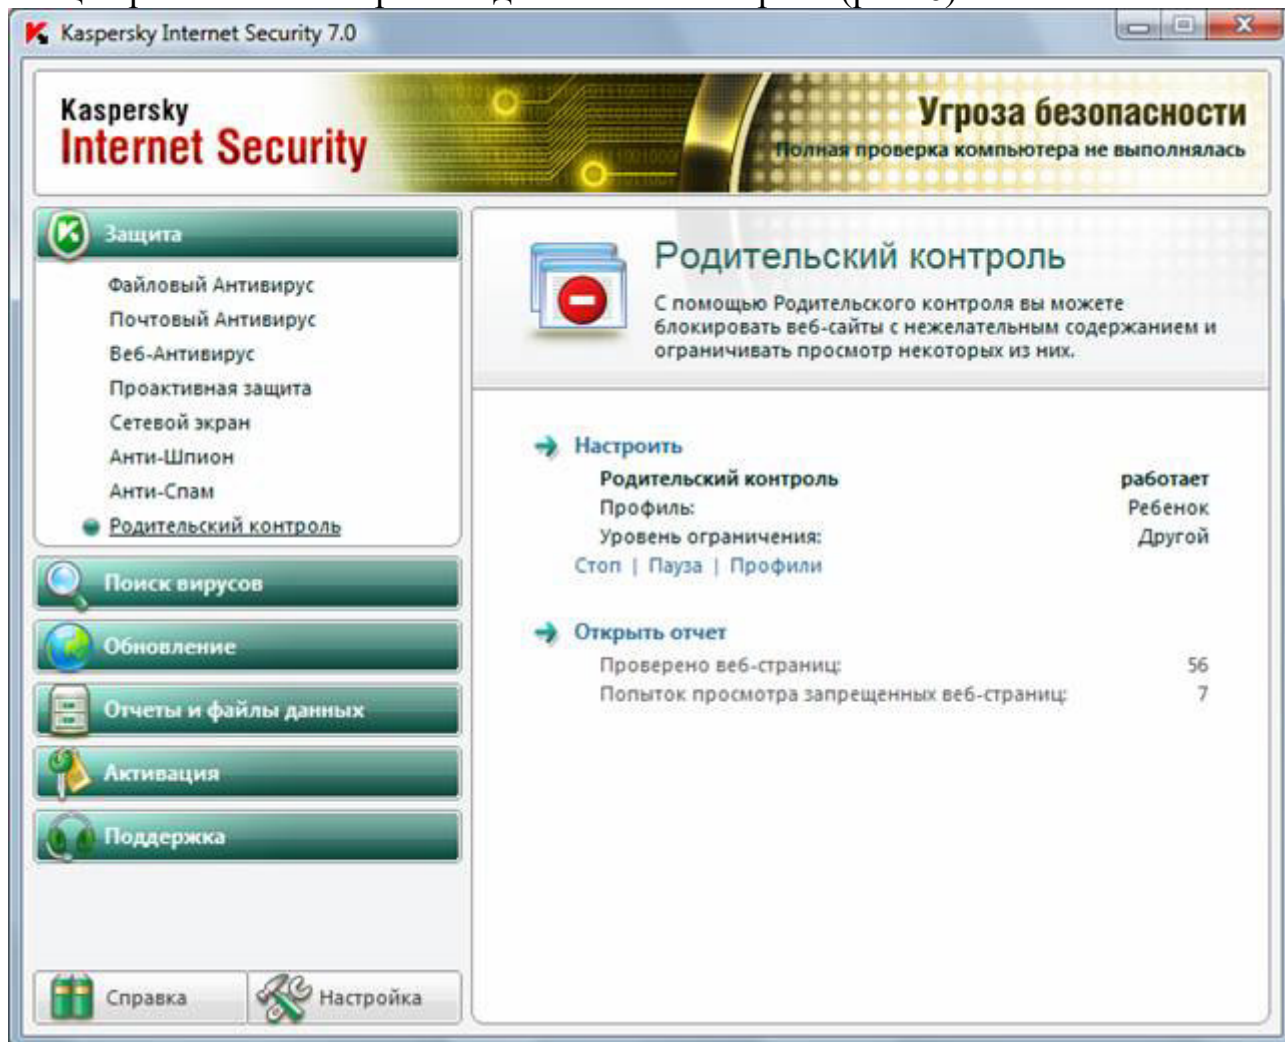 Kaspersky Internet Security 7.0
Kaspersky
Internet Security
Угроза безопасности
Полная проверка компьютера не выполнялась
Защита
Файловый Антивирус
Почтовый Антивирус
Веб-Антивирус
Проактивная защита
Сетевой экран
Анти-Шпион
Анти-Спам
Родительский контроль
Поиск вирусов
Обновление
Отчеты и файлы данных
Активация
Поддержка
Справка
Настройка
Родительский контроль
С помощью Родительского контроля вы можете
блокировать веб-сайты с нежелательным содержанием и
ограничивать просмотр некоторых из них.
Настроить
Родительский контроль работает
Профиль: Ребенок
Уровень ограничения: Другой
Стоп | Пауза | Профили
Открыть отчет
Проверено веб-страниц: 56
Попыток просмотра запрещенных веб-страниц: 7